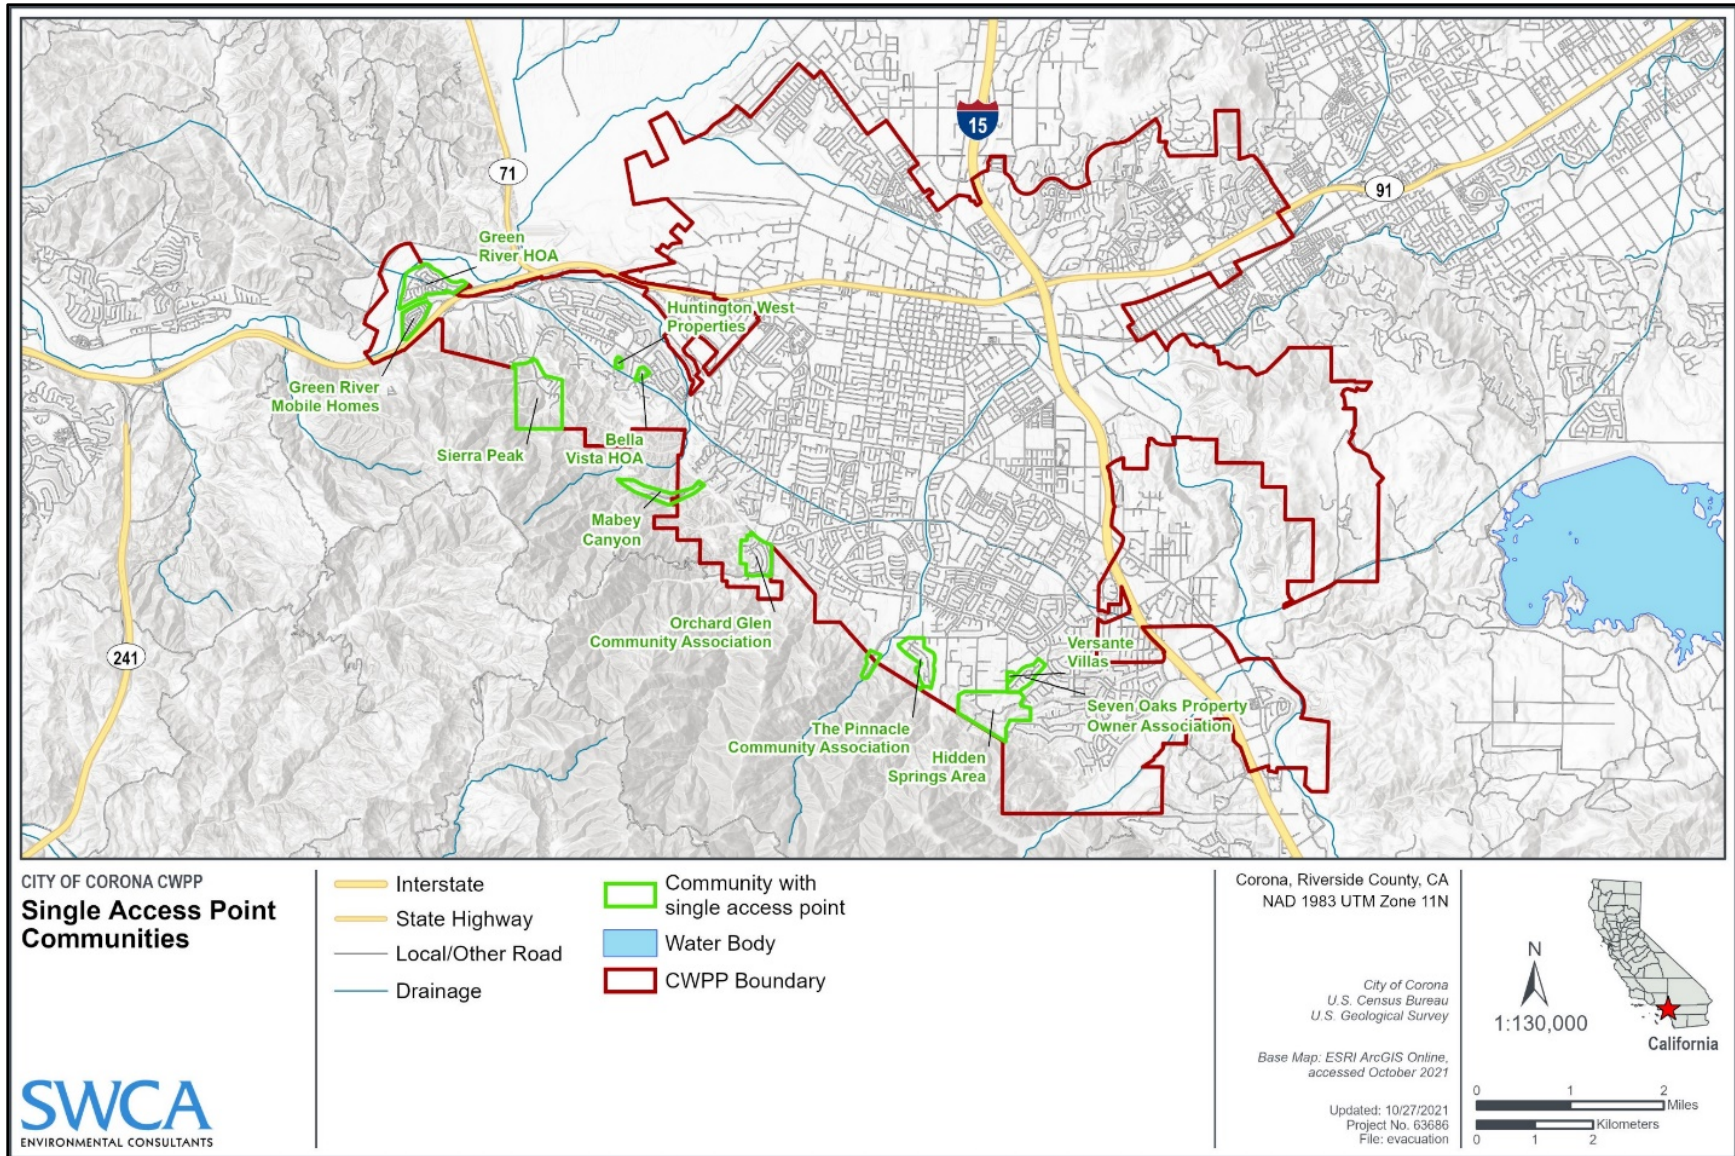 15
71
91
241
Green
River HOA
Huntington West
Properties
Green River
Mobile Homes
Sierra Peak
Bella
Vista HOA
Mabey
Canyon
Orchard Glen
Community Association
Versante
Villas
The Pinnacle
Community Association
Seven Oaks Property
Owner Association
Hidden
Springs Area
CITY OF CORONA CWPP
Single Access Point
Communities
SWCA
ENVIRONMENTAL CONSULTANTS
Interstate
State Highway
Local/Other Road
Drainage
Community with
single access point
Water Body
CWPP Boundary
Corona, Riverside County, CA
NAD 1983 UTM Zone 11N
City of Corona
U.S. Census Bureau
U.S. Geological Survey
Base Map: ESRI ArcGIS Online,
accessed October 2021
Updated: 10/27/2021
Project No. 63686
File: evacuation
N
1:130,000
California
0 1 2
Miles
Kilometers
0 1 2